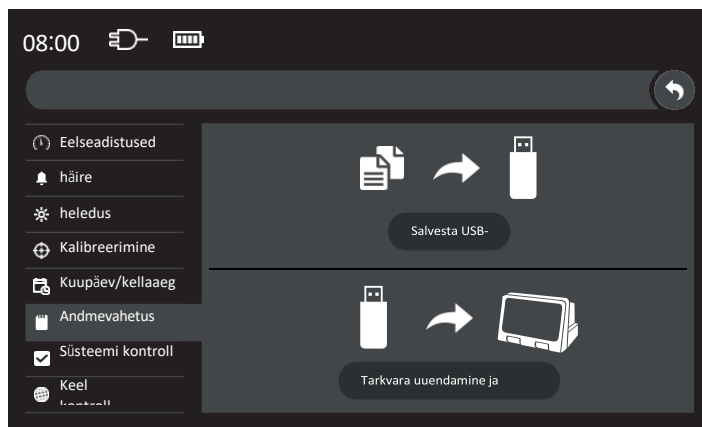 08:00
Eelseadistused
häire
heledus
Kalibreerimine
Kuupäev/kellaaeg
Andmevahetus
Süsteemi kontroll
Keel
Salvesta USB-
Tarkvara uuendamine ja